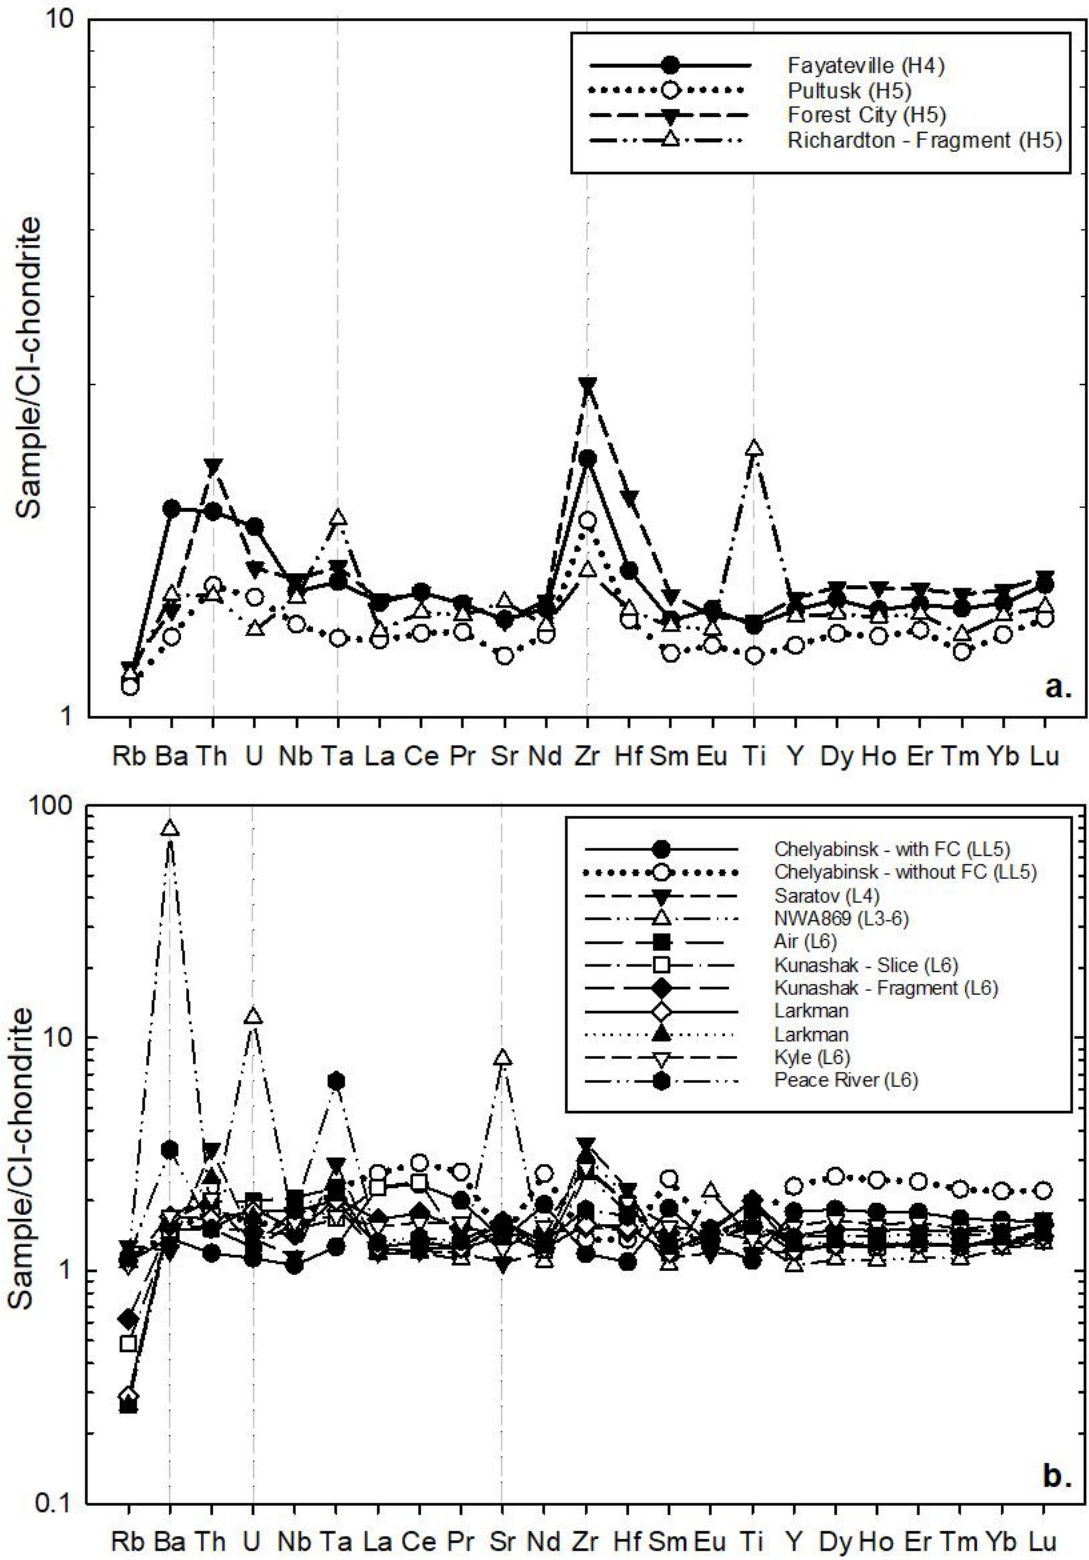 10
Fayateville (H4)
Pultusk (H5)
Forest City (H5)
Richardton - Fragment (H5)
Sample/CI-chondrite
a.
1
Rb Ba Th U Nb Ta La Ce Pr Sr Nd Zr Hf Sm Eu Ti Y Dy Ho Er Tm Yb Lu
100
Chelyabinsk - with FC (LL5)
Chelyabinsk - without FC (LL5)
Saratov (L4)
NWA869 (L3-6)
Air (L6)
Kunashak - Slice (L6)
Kunashak - Fragment (L6)
Larkman
Larkman
Kyle (L6)
Peace River (L6)
10
Sample/CI-chondrite
1
b.
0.1
Rb Ba Th U Nb Ta La Ce Pr Sr Nd Zr Hf Sm Eu Ti Y Dy Ho Er Tm Yb Lu